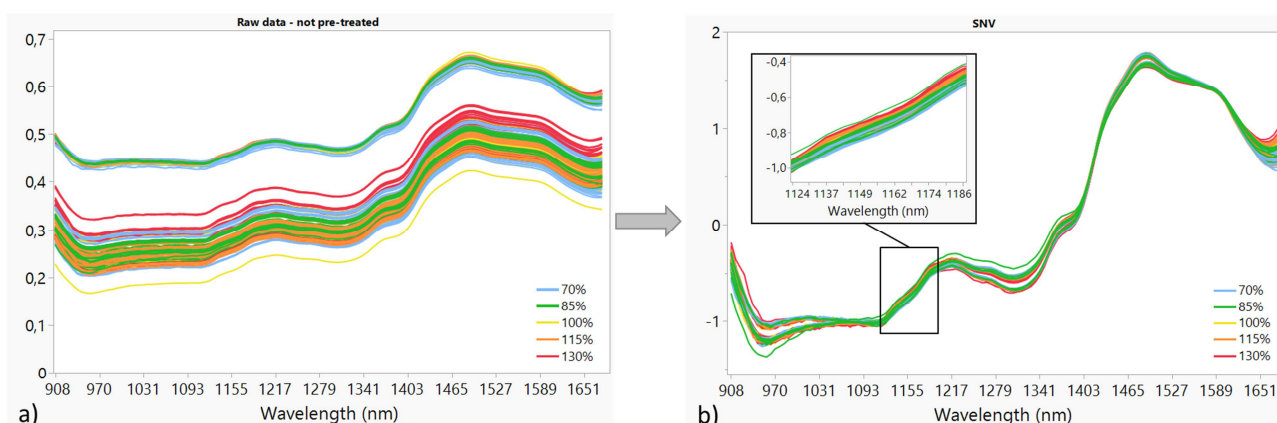 Raw data - not pre-treated
0,7
0,6
0,5
0,4
0,3
0,2
0,1
0
70%
85%
100%
115%
130%
908 970 1031 1093 1155 1217 1279 1341 1403 1465 1527 1589 1651
Wavelength (nm)
a)
SNV
2
1
0
-1
-0.4
-0.6
-0.8
-1.0
1124 1137 1149 1162 1174 1186
Wavelength (nm)
70%
85%
100%
115%
130%
908 970 1031 1093 1155 1217 1279 1341 1403 1465 1527 1589 1651
Wavelength (nm)
b)